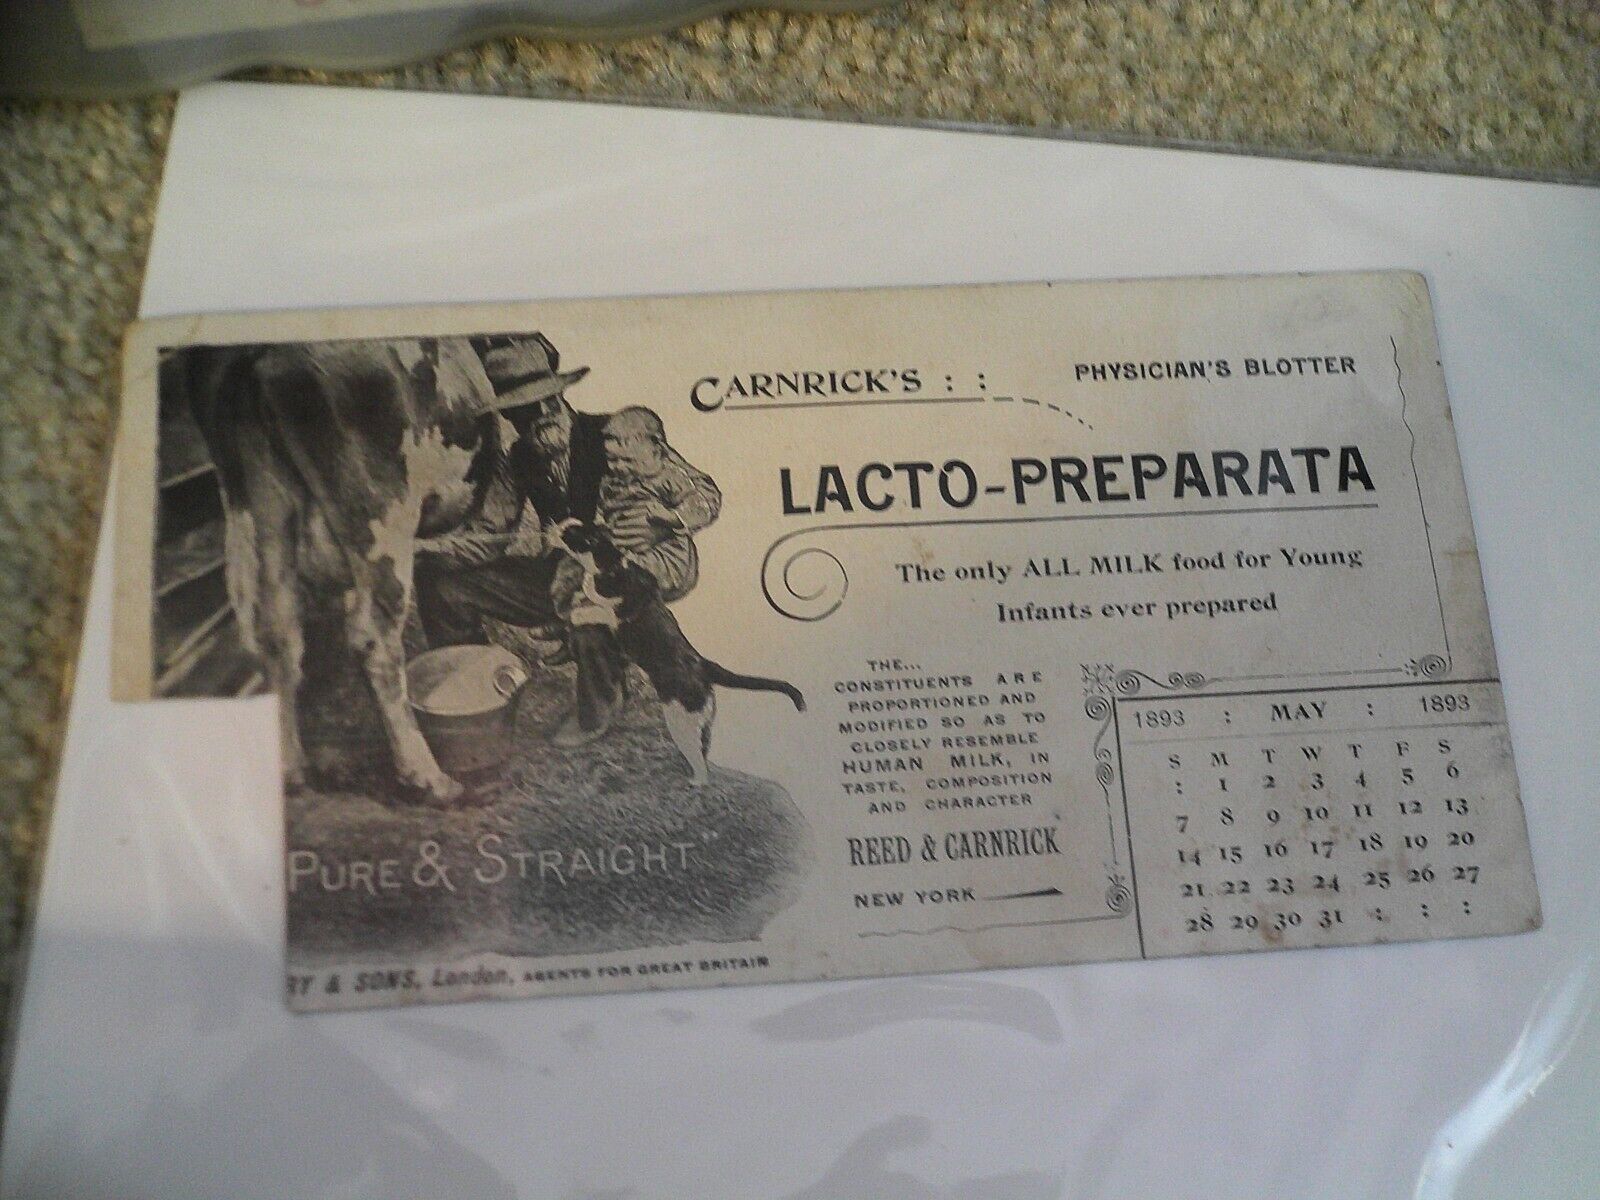 CARNRICK'S : :
PHYSICIAN'S BLOTTER
LACTO-PREPARATA
The only ALL MILK food for Young
Infants ever prepared
THE...
CONSTITUENTS ARE
PROPORTIONED AND
MODIFIED SO AS TO
CLOSELY RESEMBLE
HUMAN MILK, IN
TASTE, COMPOSITION
AND CHARACTER
REED & CARNRICK
NEW YORK
1893 : MAY : 1893
S M T W T F S
: 1 2 3 4 5 6
7 8 9 10 11 12 13
14 15 16 17 18 19 20
21 22 23 24 25 26 27
28 29 30 31 : : :
PURE & STRAIGHT"
RY & SONS, London, AGENTS FOR GREAT BRITAIN